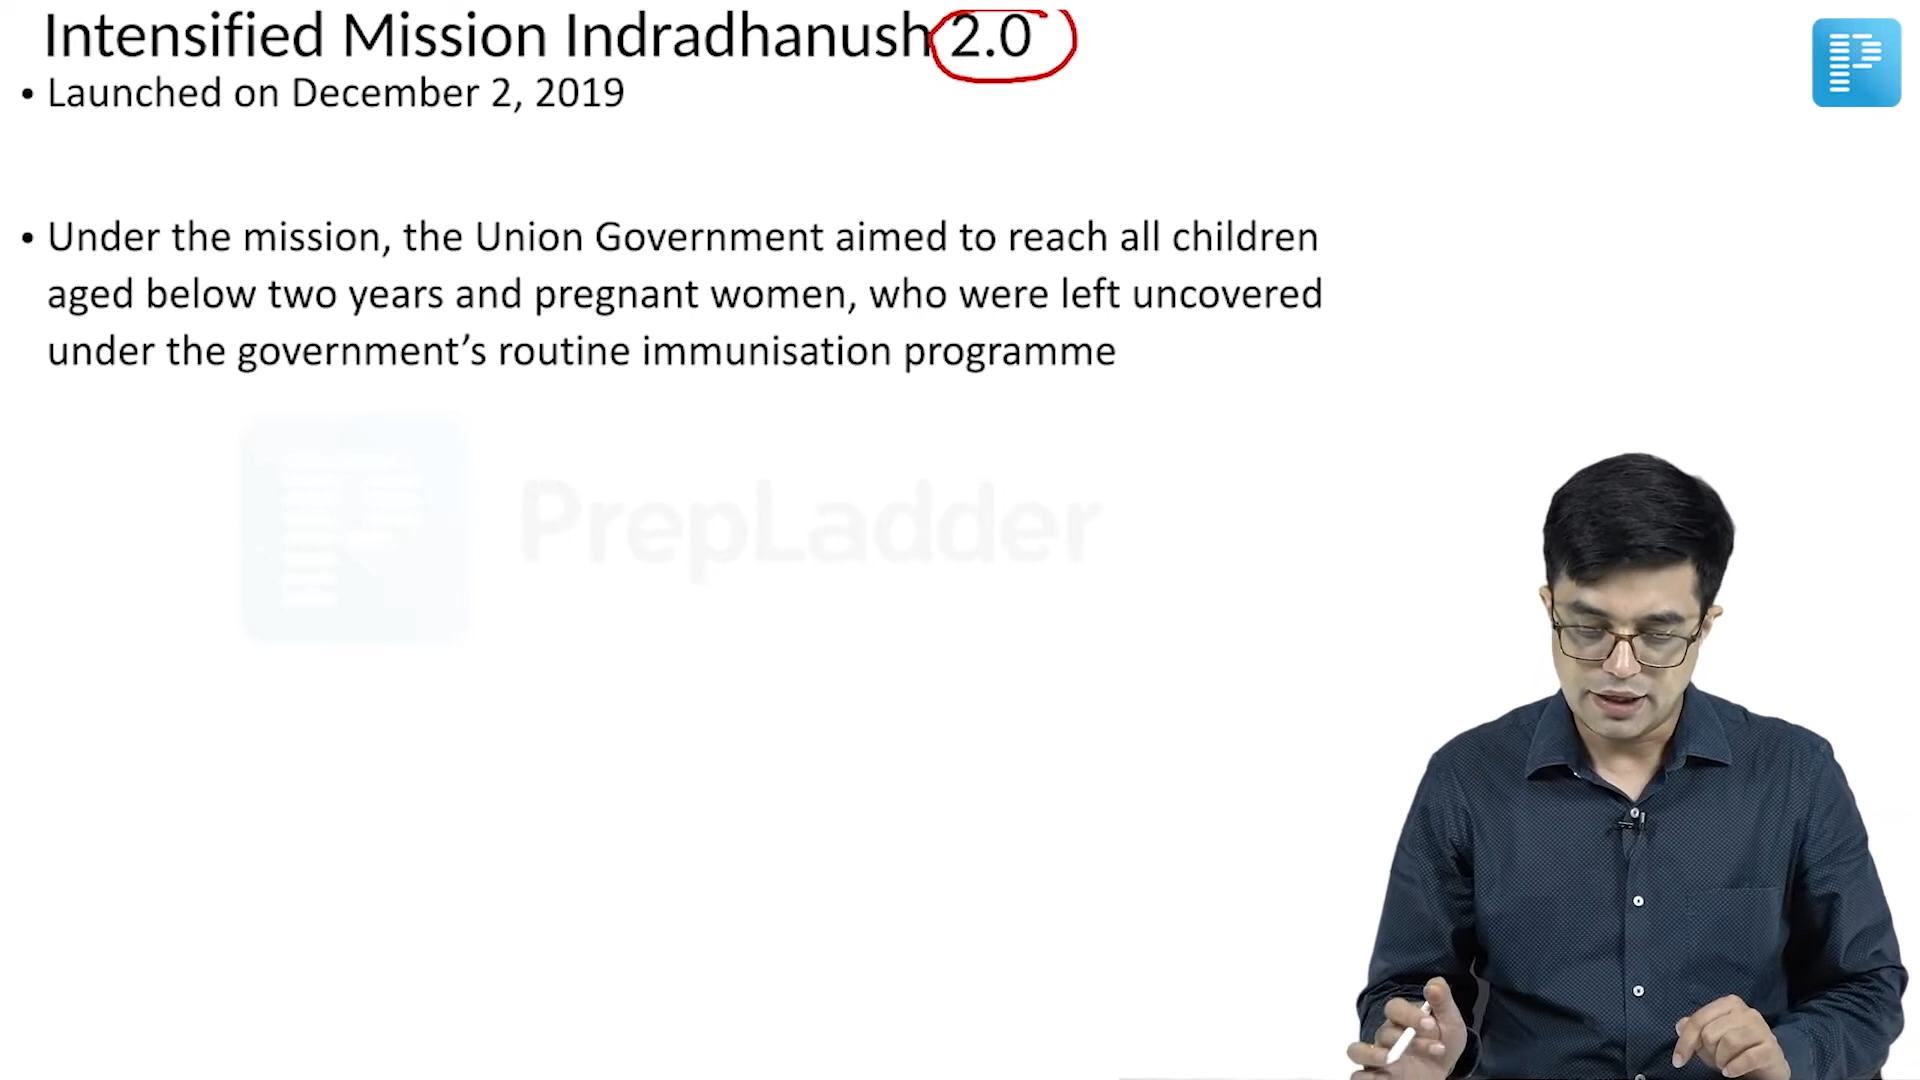 Intensified Mission Indradhanush 2.0
• Launched on December 2, 2019
• Under the mission, the Union Government aimed to reach all children
aged below two years and pregnant women, who were left uncovered
under the government’s routine immunisation programme
PrepLadder